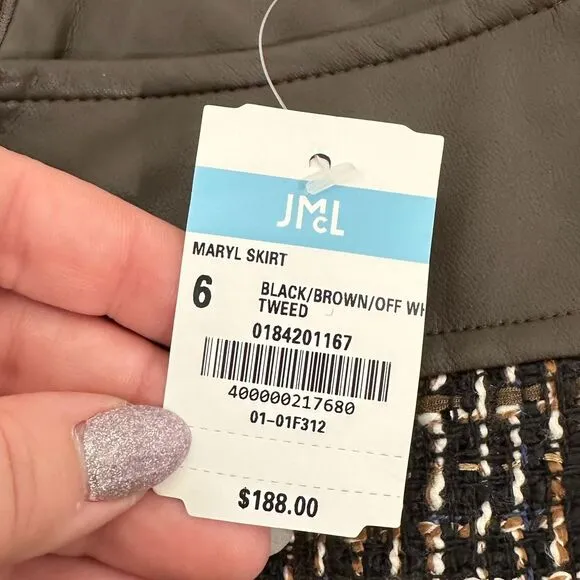 JMcL
MARYL SKIRT
6 BLACK/BROWN/OFF WH
TWEED
0184201167
400000217680
01-01F312
$188.00